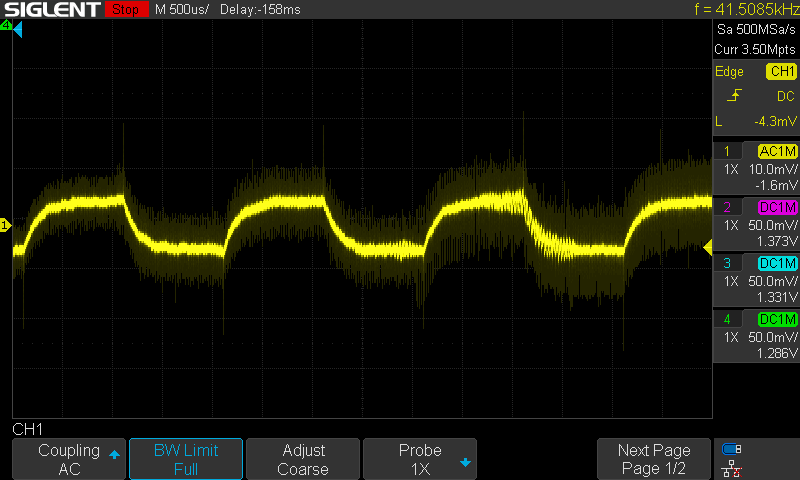 SIGLENT Stop M 500us/ Delay:-158ms f = 41.5085kHz
Sa 500MSa/s
Curr 3.50Mpts
Edge CH1
DC
L -4.3mV
1 AC1M
1X 10.0mV/
-1.6mV
2 DC1M
1X 50.0mV/
1.373V
3 DC1M
1X 50.0mV/
1.331V
4 DC1M
1X 50.0mV/
1.286V
4
1
CH1
Coupling
AC
BW Limit
Full
Adjust
Coarse
Probe
1X
Next Page
Page 1/2